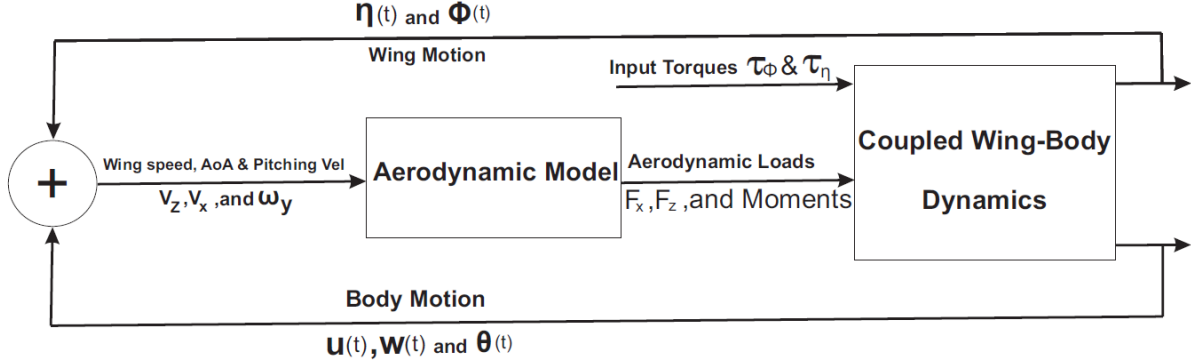 η(t) and Φ(t)
Wing Motion
Input Torques τΦ & τη
Coupled Wing-Body
Dynamics
Wing speed, AoA & Pitching Vel
+
Aerodynamic Model
Aerodynamic Loads
Vz,Vx ,and ωy
Fx,Fz ,and Moments
Body Motion
u(t),w(t) and θ(t)